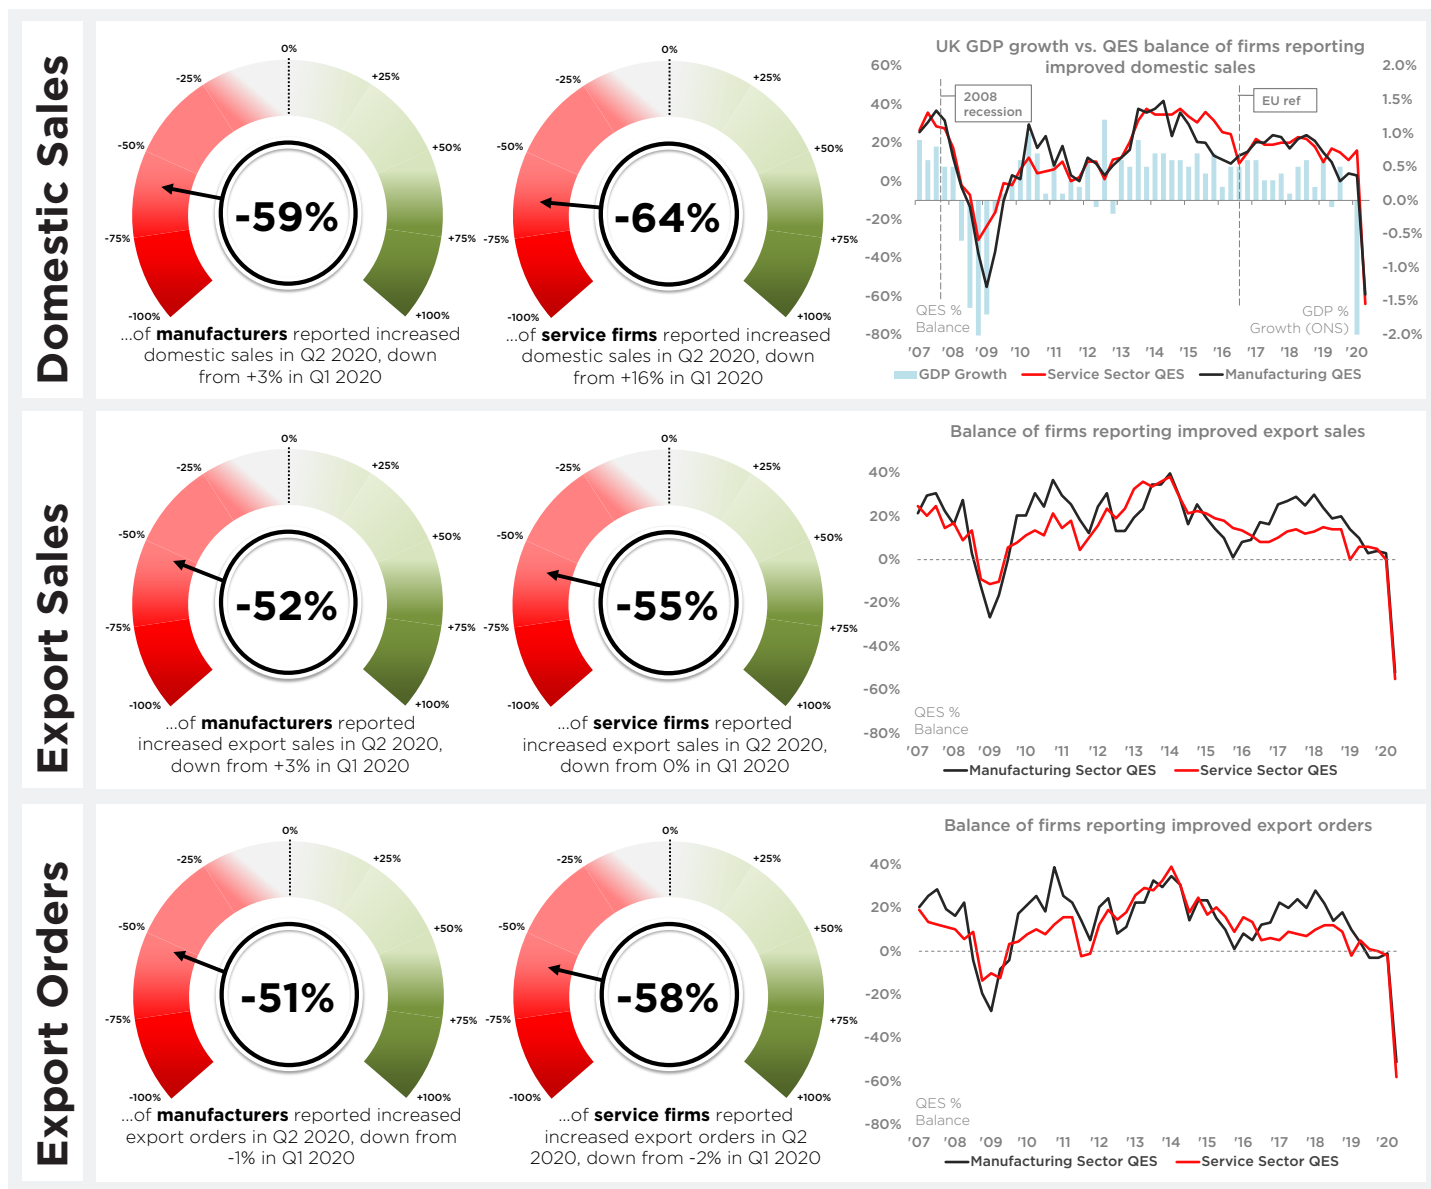 Domestic Sales
0%
-25%
+25%
-50%
+50%
-59%
-75%
+75%
-100%
+100%
...of manufacturers reported increased
domestic sales in Q2 2020, down
from +3% in Q1 2020
0%
-25%
+25%
-50%
+50%
-64%
-75%
+75%
-100%
+100%
...of service firms reported increased
domestic sales in Q2 2020, down
from +16% in Q1 2020
UK GDP growth vs. QES balance of firms reporting
improved domestic sales
60%
40%
20%
0%
-20%
-40%
-60%
-80%
2.0%
1.5%
1.0%
0.5%
0.0%
-0.5%
-1.0%
-1.5%
-2.0%
2008
recession
EU ref
QES %
Balance
GDP %
Growth (ONS)
'07 '08 '09 '10 '11 '12 '13 '14 '15 '16 '17 '18 '19 '20
GDP Growth Service Sector QES Manufacturing QES
Export Sales
0%
-25%
+25%
-50%
+50%
-52%
-75%
+75%
-100%
+100%
...of manufacturers reported
increased export sales in Q2 2020,
down from +3% in Q1 2020
0%
-25%
+25%
-50%
+50%
-55%
-75%
+75%
-100%
+100%
...of service firms reported
increased export sales in Q2 2020,
down from 0% in Q1 2020
Balance of firms reporting improved export sales
40%
20%
0%
-20%
-40%
-60%
-80%
QES %
Balance
'07 '08 '09 '10 '11 '12 '13 '14 '15 '16 '17 '18 '19 '20
Manufacturing Sector QES Service Sector QES
Export Orders
0%
-25%
+25%
-50%
+50%
-51%
-75%
+75%
-100%
+100%
...of manufacturers reported increased
export orders in Q2 2020, down from
-1% in Q1 2020
0%
-25%
+25%
-50%
+50%
-58%
-75%
+75%
-100%
+100%
...of service firms reported
increased export orders in Q2
2020, down from -2% in Q1 2020
Balance of firms reporting improved export orders
40%
20%
0%
-20%
-40%
-60%
-80%
QES %
Balance
'07 '08 '09 '10 '11 '12 '13 '14 '15 '16 '17 '18 '19 '20
Manufacturing Sector QES Service Sector QES